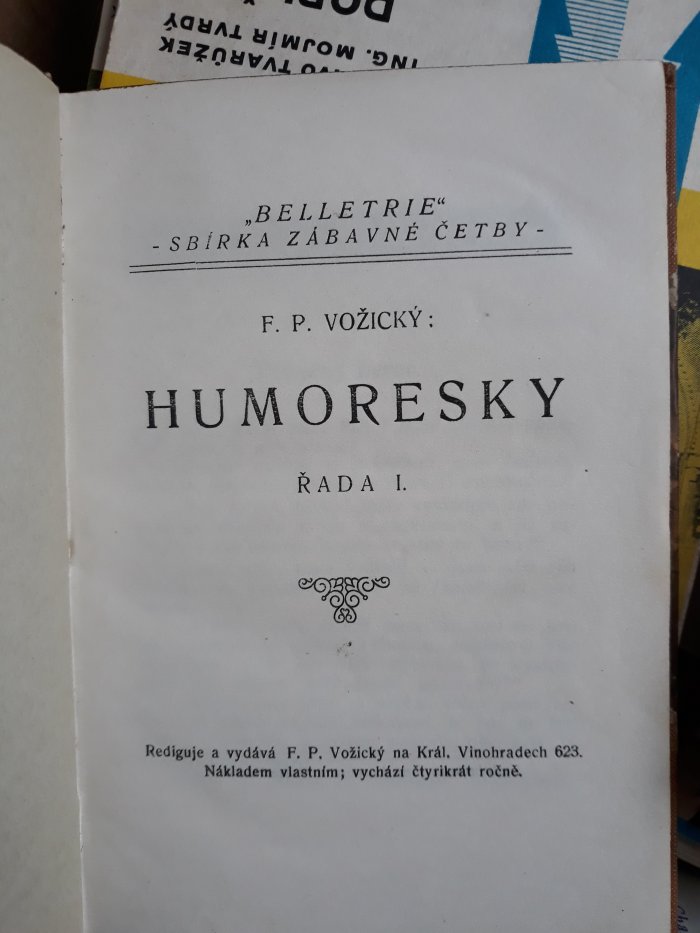 „BELLETRIE“
- SBÍRKA ZÁBAVNÉ ČETBY -
F. P. VOŽICKÝ:
HUMORESKY
ŘADA I.
Rediguje a vydává F. P. Vožický na Král. Vinohradech 623.
Nákladem vlastním; vychází čtyrikrát ročně.
ING. MOJMÍR TVRDÝ
TVARŮŽEK